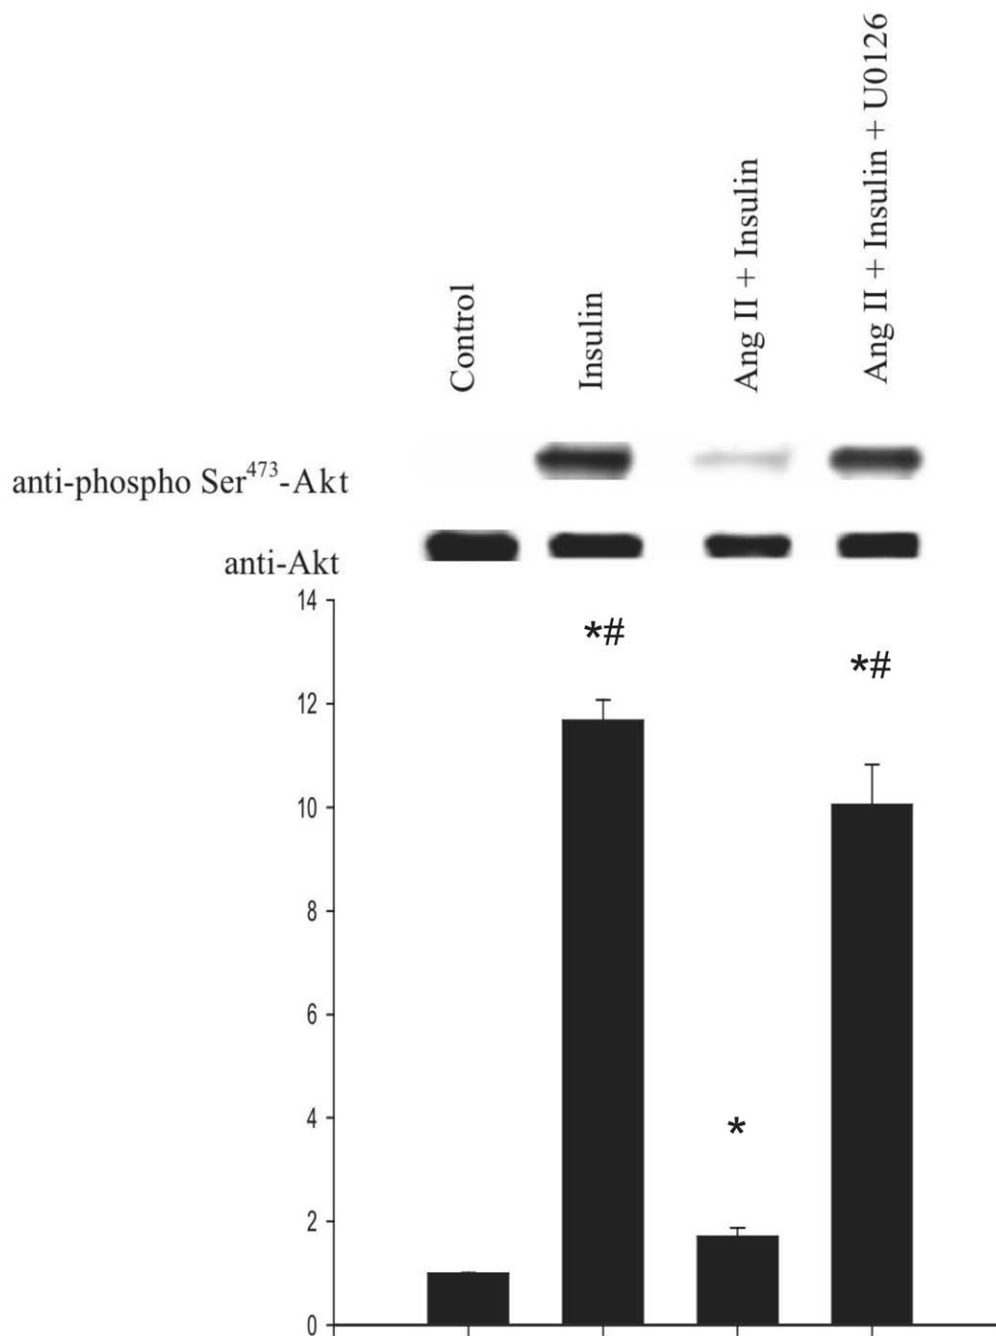 Control
Insulin
Ang II + Insulin
Ang II + Insulin + U0126
anti-phospho Ser⁴⁷³-Akt
anti-Akt
14
*#
*#
12
10
8
6
4
*
2
0